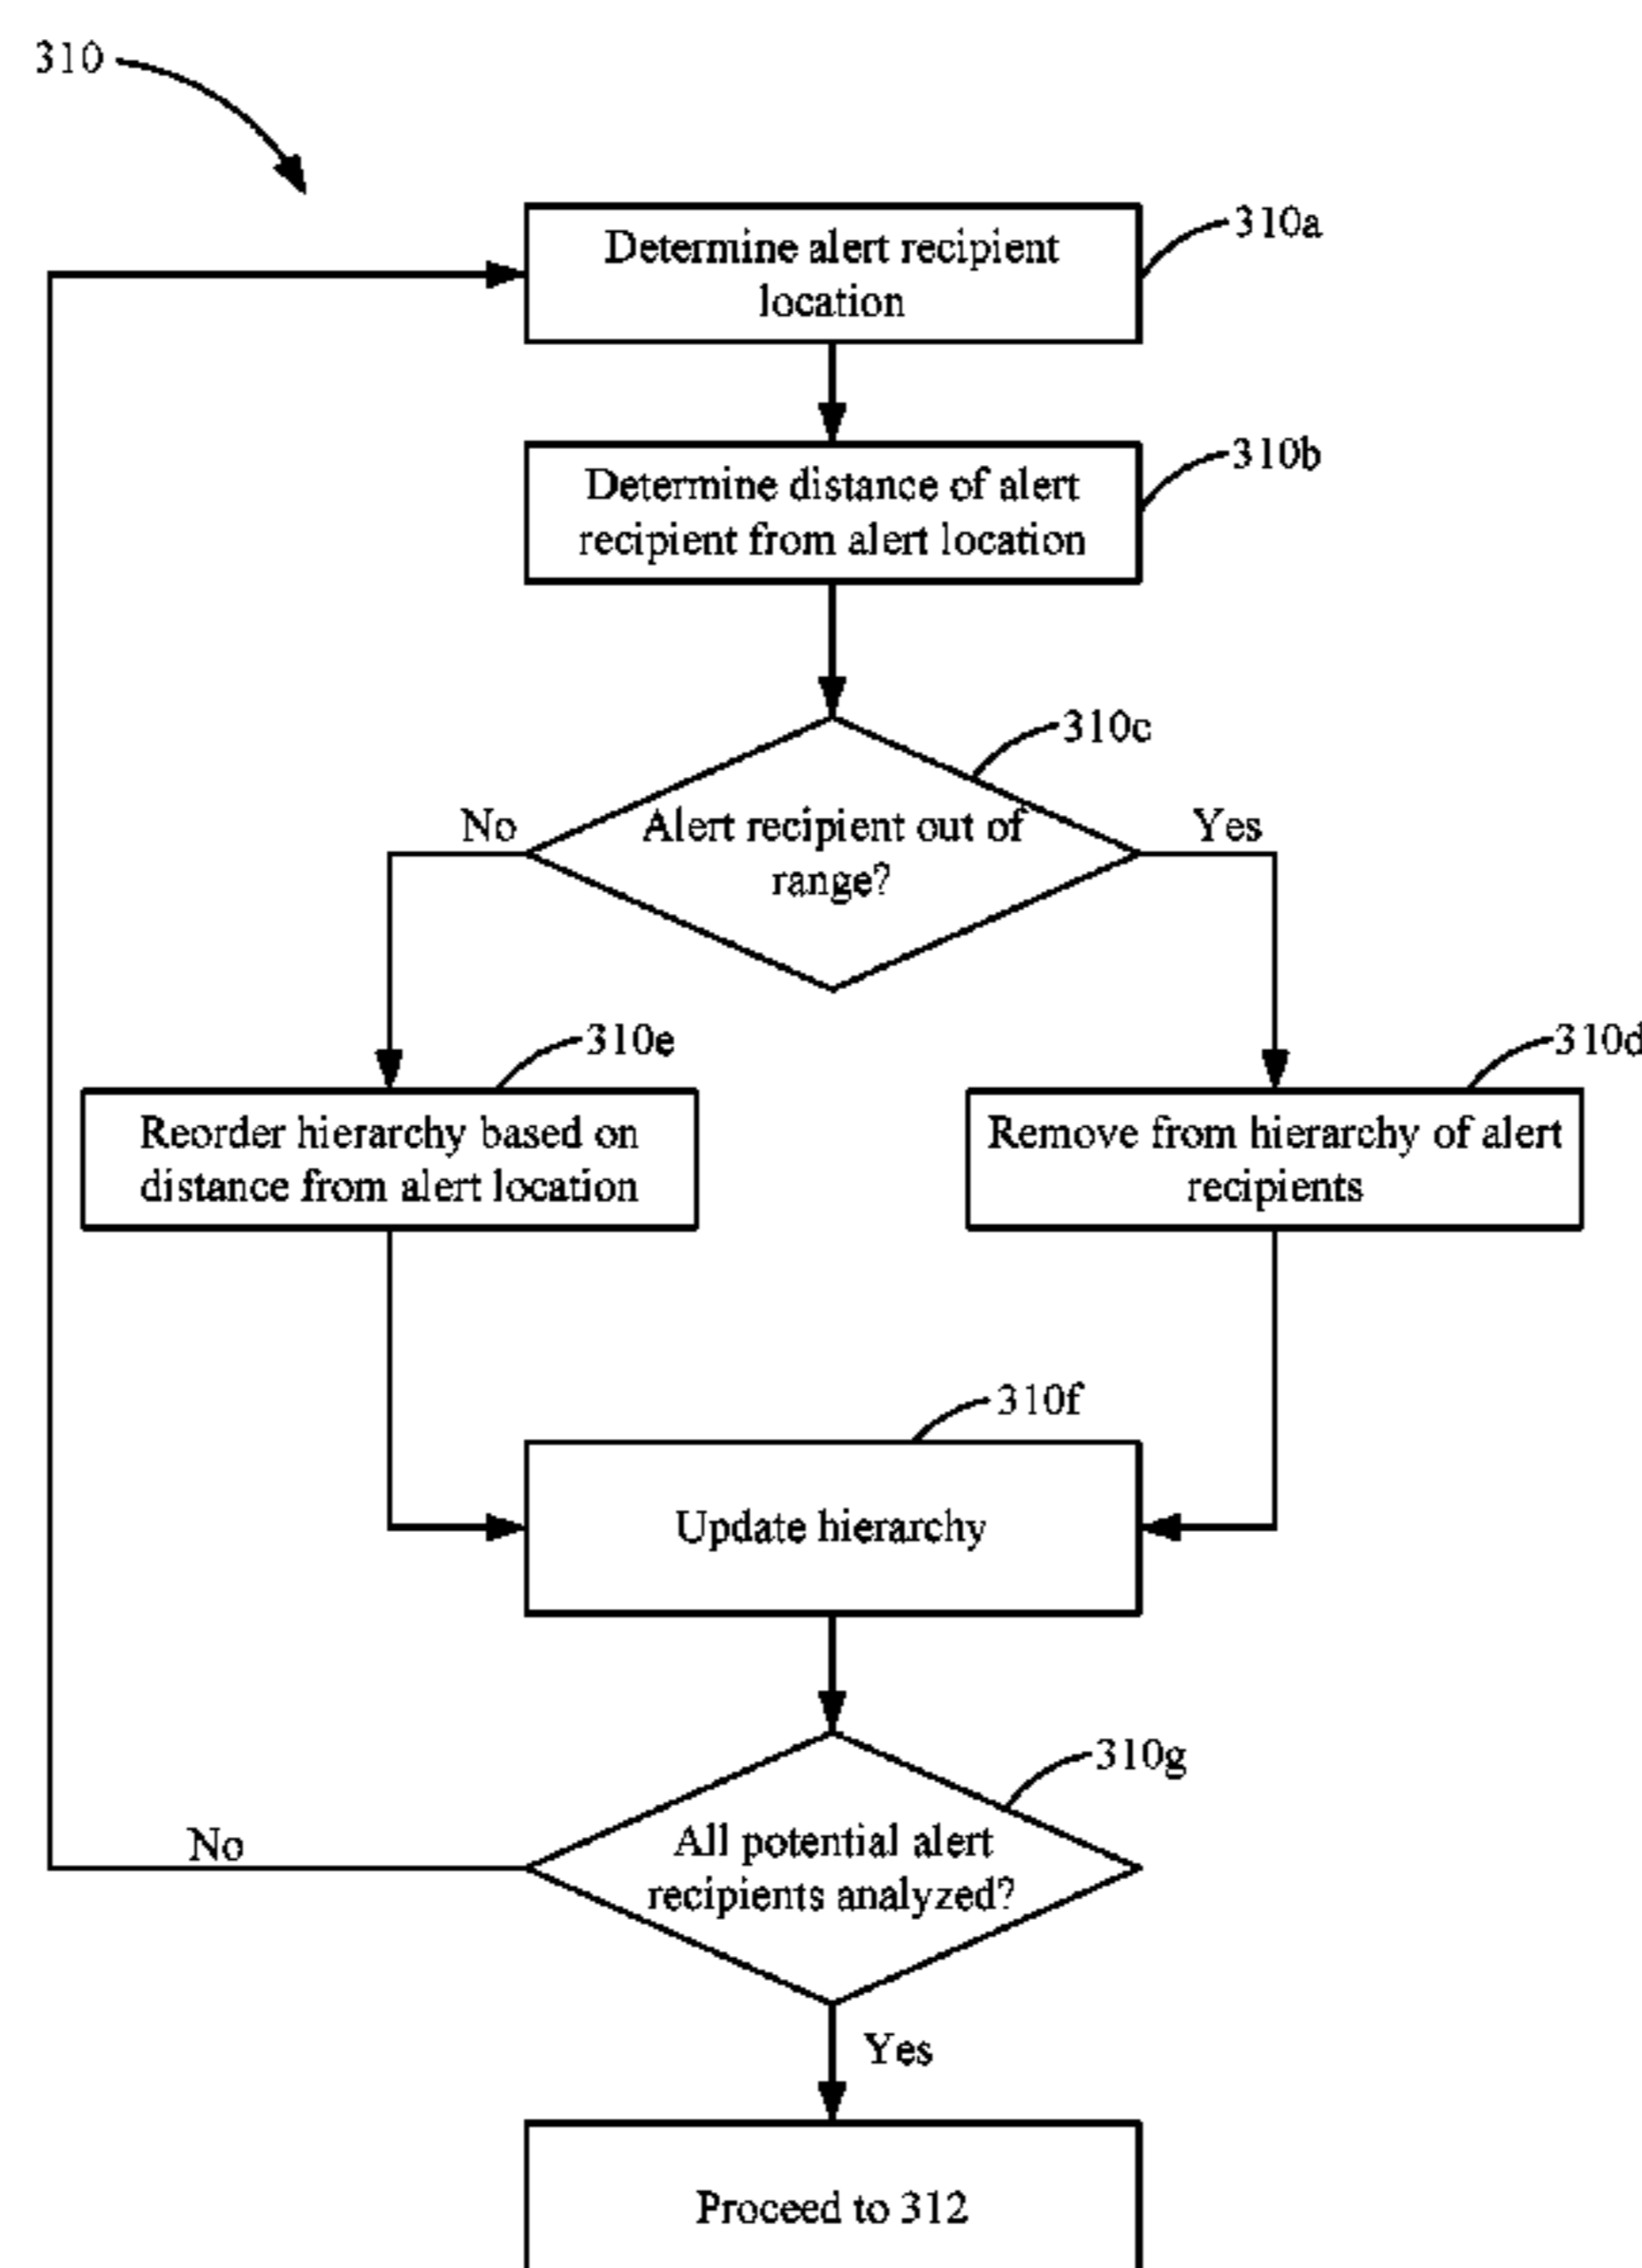 310
Determine alert recipient
location
310a
Determine distance of alert
recipient from alert location
310b
310c
No
Alert recipient out of
range?
Yes
310e
310d
Reorder hierarchy based on
distance from alert location
Remove from hierarchy of alert
recipients
310f
Update hierarchy
310g
No
All potential alert
recipients analyzed?
Yes
Proceed to 312